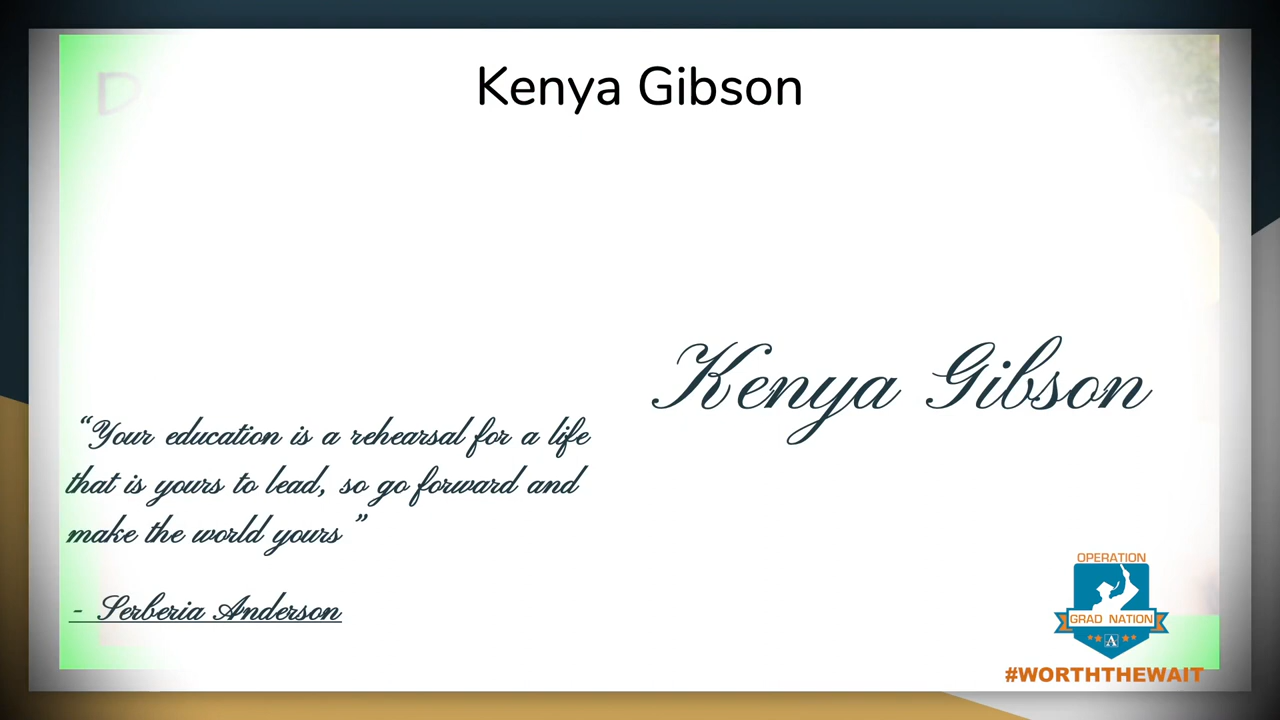 Kenya Gibson
D
Kenya Gibson
“Your education is a rehearsal for a life
that is yours to lead, so go forward and
make the world yours ”
- Serberia Anderson
OPERATION
GRAD NATION
A
#WORTHTHEWAIT